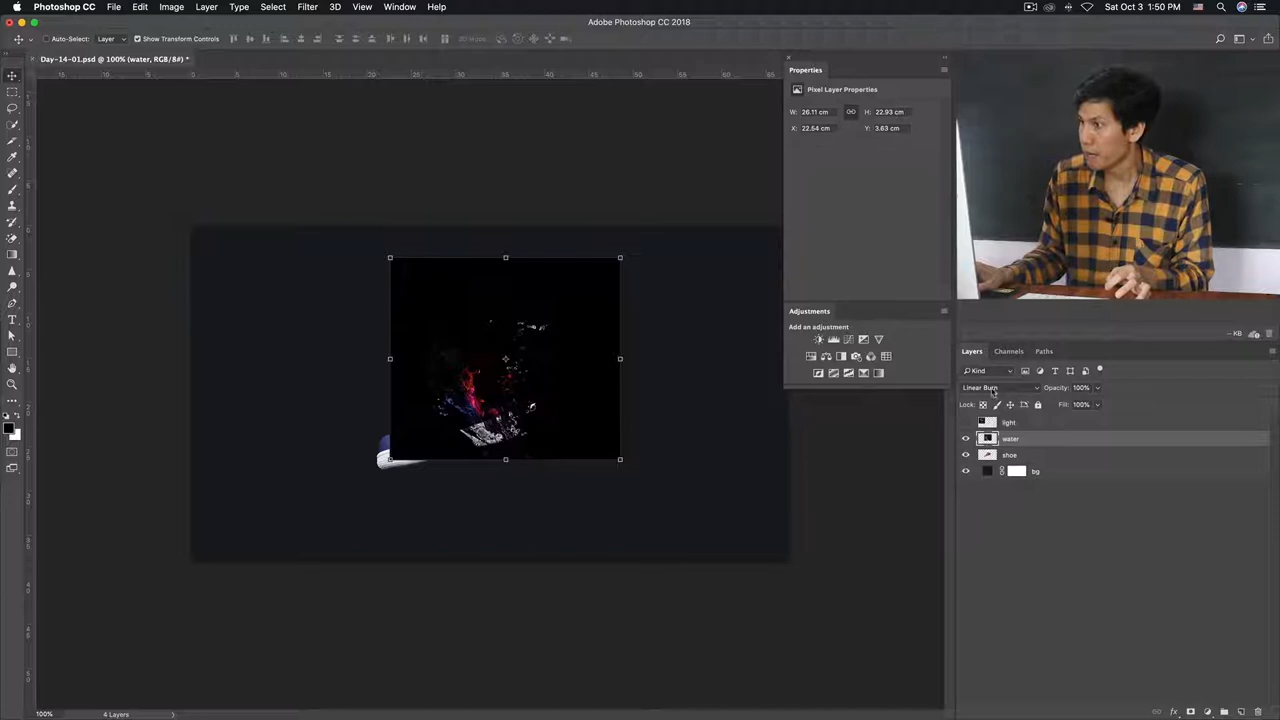 Photoshop CC File Edit Image Layer Type Select Filter 3D View Window Help Sat Oct 3 1:50 PM
Adobe Photoshop CC 2018
Auto-Select: Layer Show Transform Controls
Day-14-01.psd @ 100% (water, RGB/8#) *
Properties
Pixel Layer Properties
W: 26.11 cm H: 22.93 cm
X: 22.54 cm Y: 3.63 cm
Adjustments
Add an adjustment
-- KB
Layers Channels Paths
Kind
Linear Burn Opacity: 100%
Lock: Fill: 100%
light
water
shoe
bg
100% 4 Layers